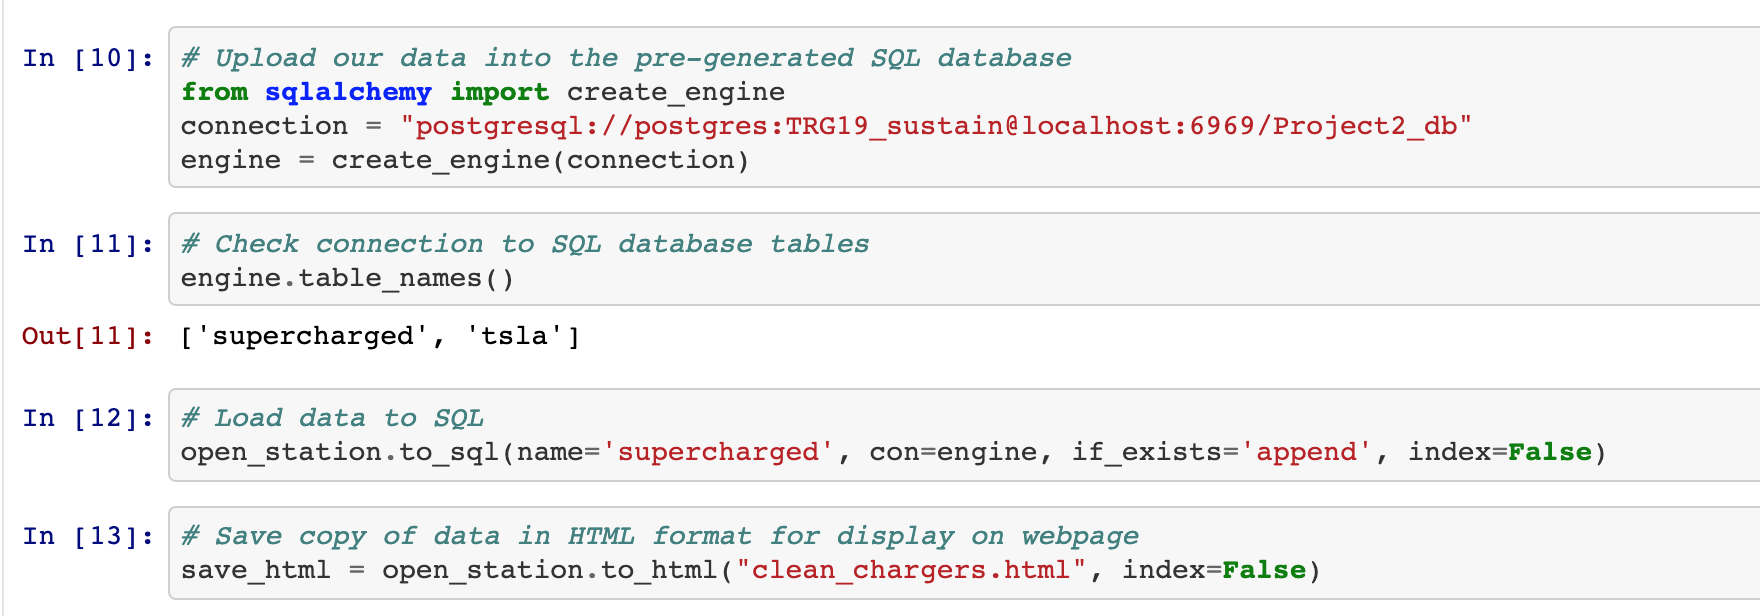 In [10]: # Upload our data into the pre-generated SQL database
from sqlalchemy import create_engine
connection = "postgresql://postgres:TRG19_sustain@localhost:6969/Project2_db"
engine = create_engine(connection)
In [11]: # Check connection to SQL database tables
engine.table_names()
Out[11]: ['supercharged', 'tsla']
In [12]: # Load data to SQL
open_station.to_sql(name='supercharged', con=engine, if_exists='append', index=False)
In [13]: # Save copy of data in HTML format for display on webpage
save_html = open_station.to_html("clean_chargers.html", index=False)